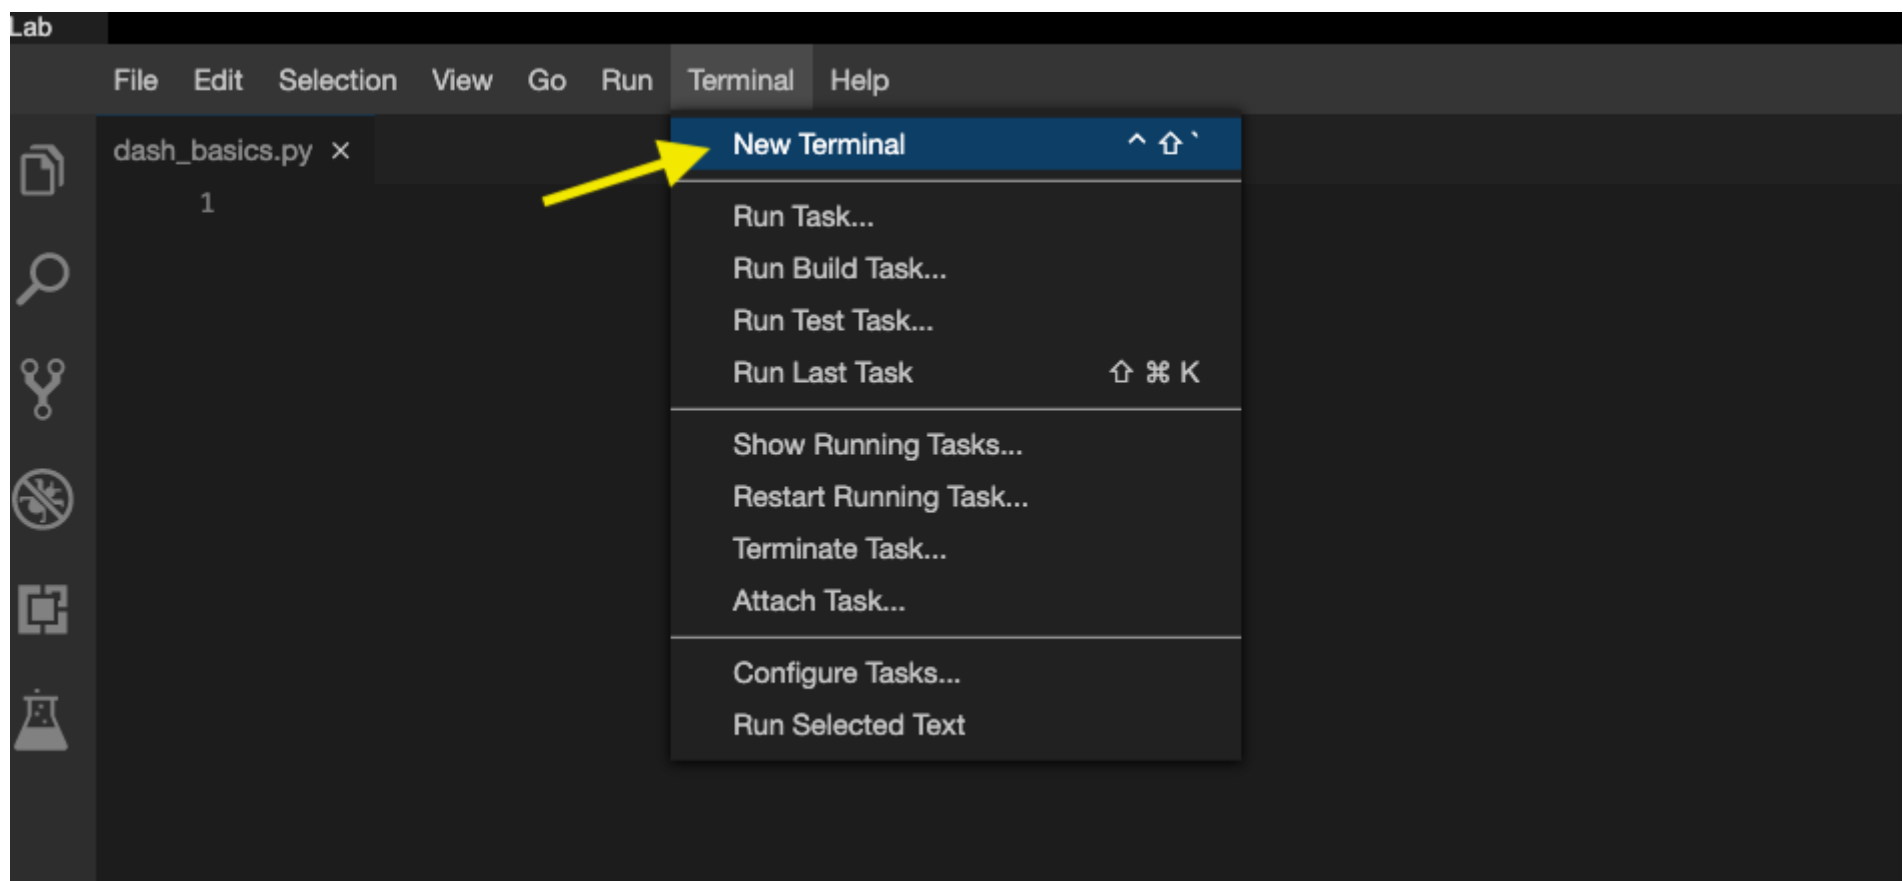 Lab
File Edit Selection View Go Run Terminal Help
dash_basics.py ×
1
New Terminal ^⇧`
Run Task...
Run Build Task...
Run Test Task...
Run Last Task ⇧⌘K
Show Running Tasks...
Restart Running Task...
Terminate Task...
Attach Task...
Configure Tasks...
Run Selected Text